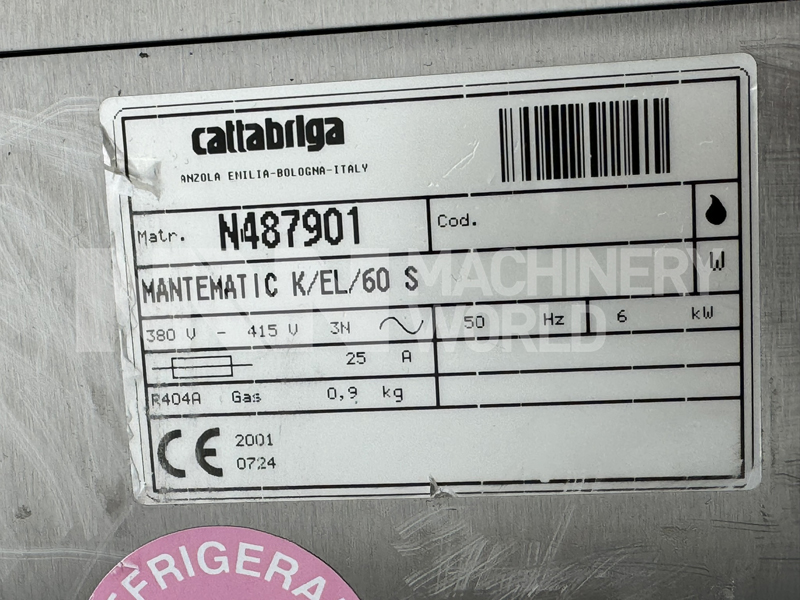 cattabriga
ANZOLA EMILIA-BOLOGNA-ITALY
Matr. N487901 Cod.
MANTEMATIC K/EL/60 S W
380 V - 415 V 3N 50 Hz 6 kW
25 A
R404A Gas 0,9 kg
CE 2001
0724
MACHINERY
WORLD